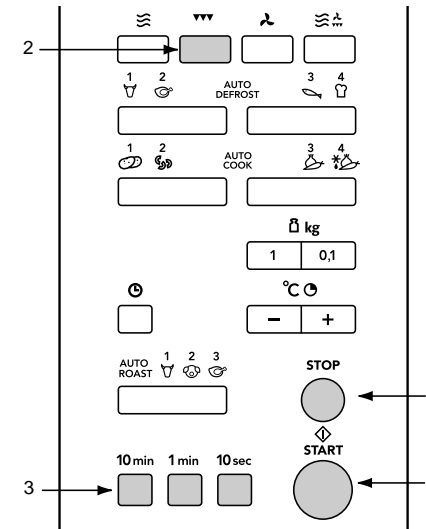 2
1 2 AUTO DEFROST 3 4
1 2 AUTO COOK 3 4
kg
1 0,1
°C
− +
AUTO ROAST 1 2 3
STOP
START
10 min 1 min 10 sec
3